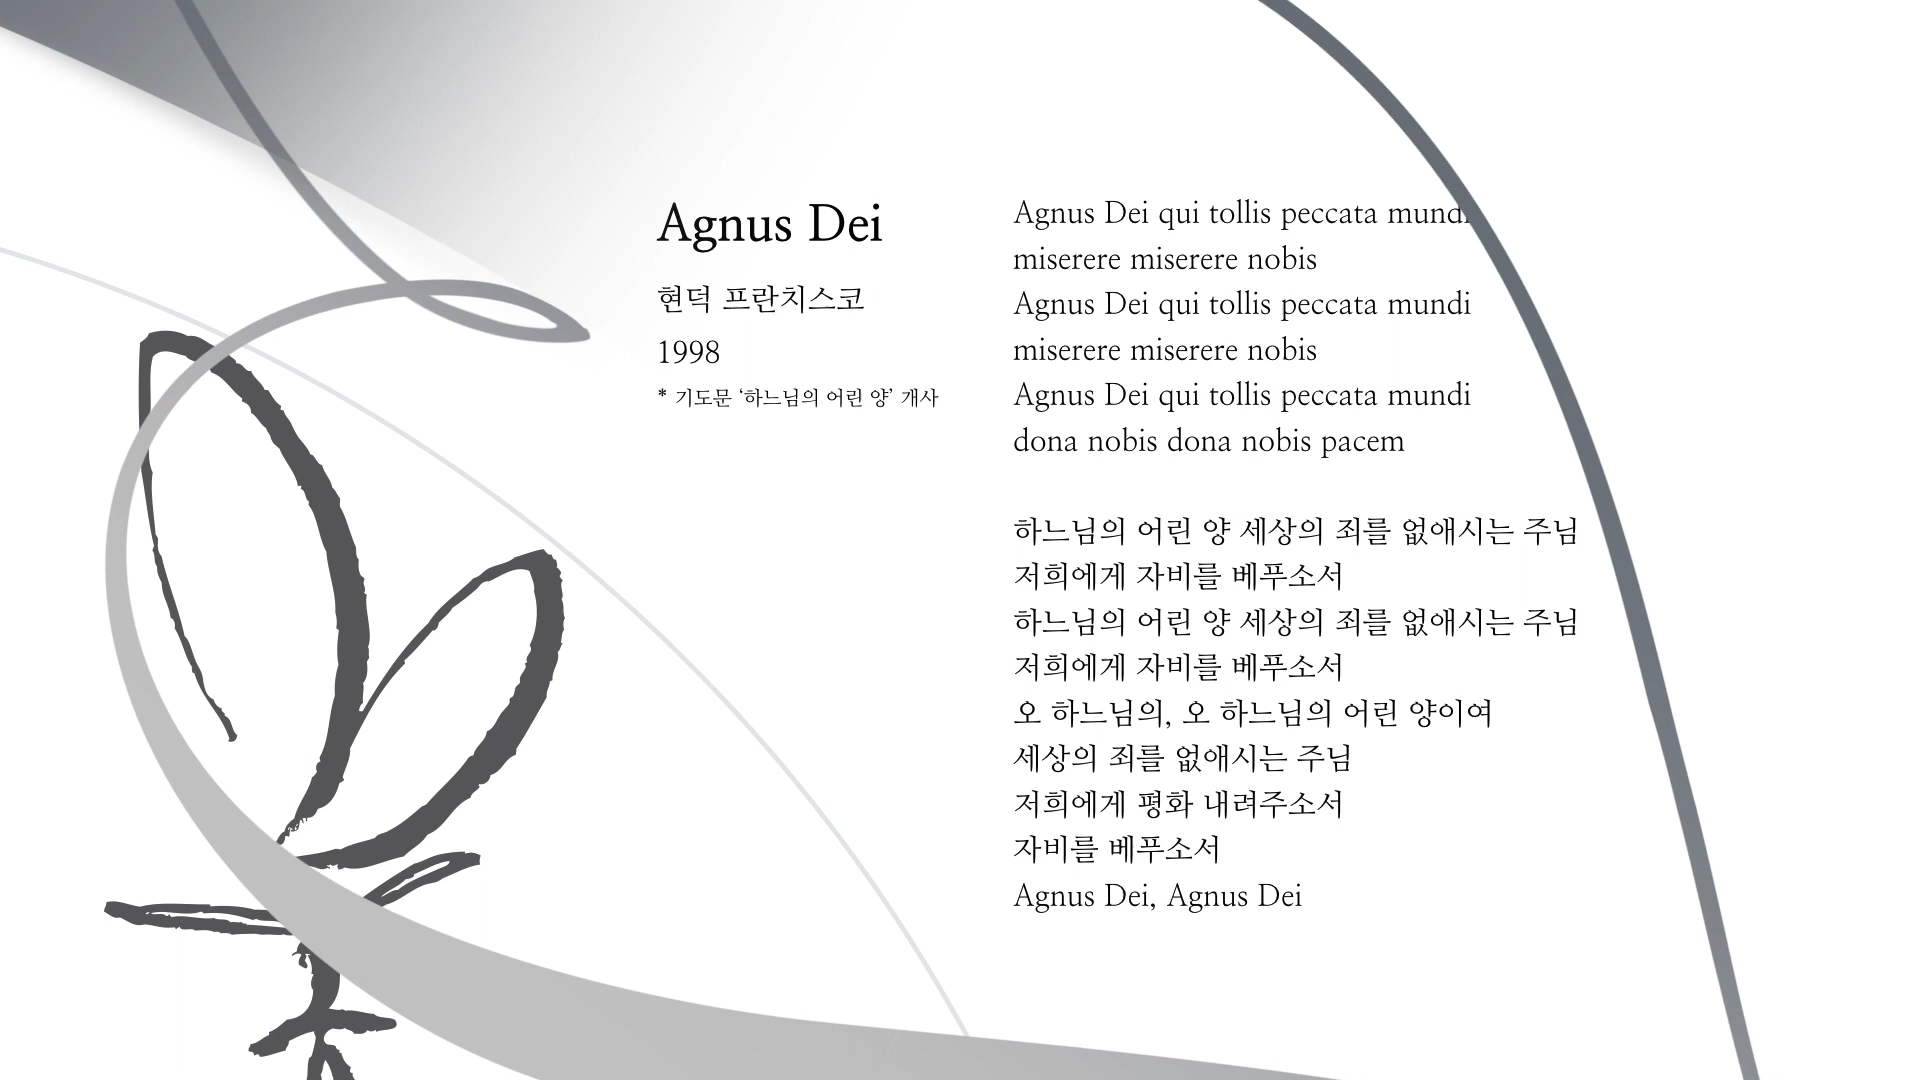 Agnus Dei
현덕 프란치스코
1998
* 기도문 ‘하느님의 어린 양’ 개사
Agnus Dei qui tollis peccata mundi
miserere miserere nobis
Agnus Dei qui tollis peccata mundi
miserere miserere nobis
Agnus Dei qui tollis peccata mundi
dona nobis dona nobis pacem
하느님의 어린 양 세상의 죄를 없애시는 주님
저희에게 자비를 베푸소서
하느님의 어린 양 세상의 죄를 없애시는 주님
저희에게 자비를 베푸소서
오 하느님의, 오 하느님의 어린 양이여
세상의 죄를 없애시는 주님
저희에게 평화 내려주소서
자비를 베푸소서
Agnus Dei, Agnus Dei